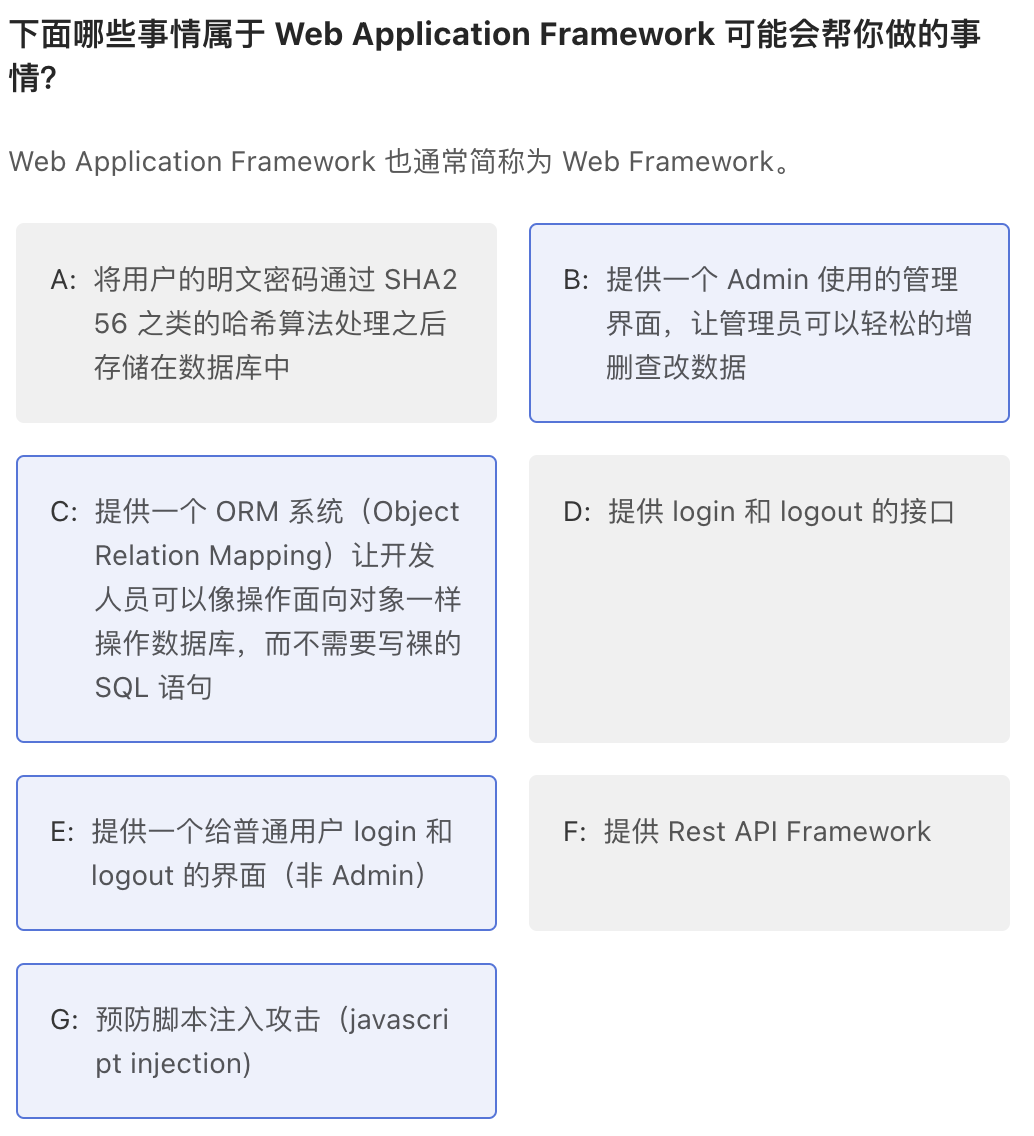 下面哪些事情属于 Web Application Framework 可能会帮你做的事
情?
Web Application Framework 也通常简称为 Web Framework。
A: 将用户的明文密码通过 SHA2
56 之类的哈希算法处理之后
存储在数据库中
B: 提供一个 Admin 使用的管理
界面，让管理员可以轻松的增
删查改数据
C: 提供一个 ORM 系统（Object
Relation Mapping）让开发
人员可以像操作面向对象一样
操作数据库，而不需要写裸的
SQL 语句
D: 提供 login 和 logout 的接口
E: 提供一个给普通用户 login 和
logout 的界面（非 Admin）
F: 提供 Rest API Framework
G: 预防脚本注入攻击（javascri
pt injection)